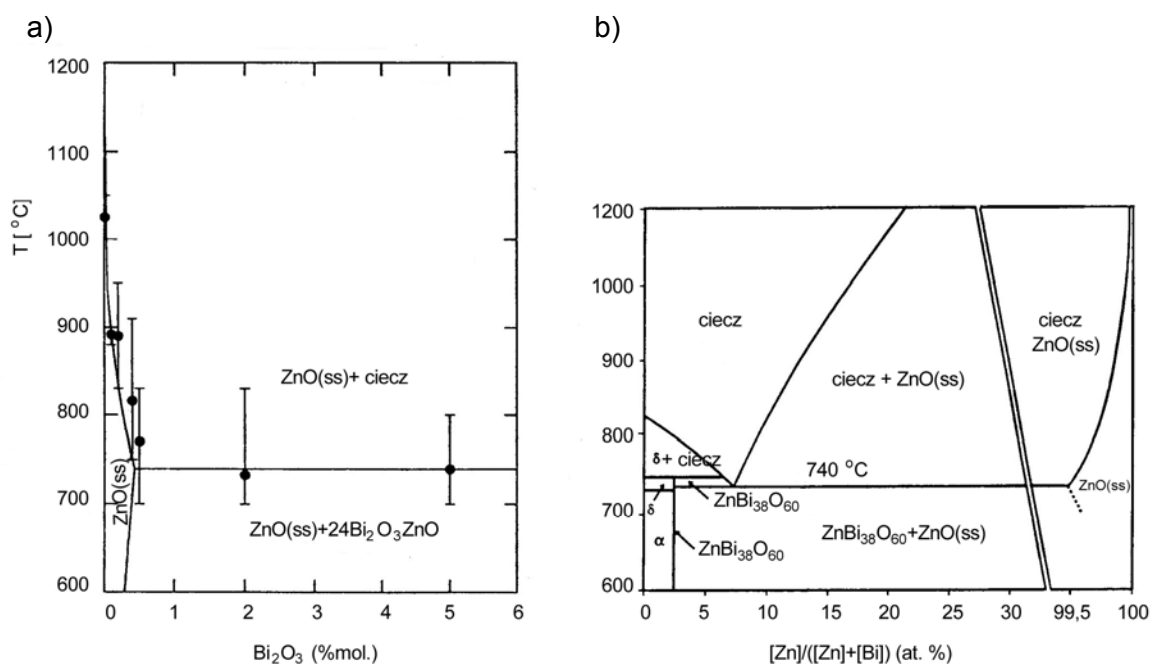 a)
1200
1100
1000
900
800
700
600
T [°C]
ZnO(ss)+ ciecz
ZnO(ss)
ZnO(ss)+24Bi₂O₃ZnO
0 1 2 3 4 5 6
Bi₂O₃ (%mol.)
b)
1200
1000
1000
900
800
700
600
ciecz
ciecz
ZnO(ss)
ciecz + ZnO(ss)
δ+ ciecz
740 °C
δ
ZnBi₃₈O₆₀
ZnO(ss)
α
ZnBi₃₈O₆₀
ZnBi₃₈O₆₀+ZnO(ss)
0 5 10 20 30 99,5 100
[Zn]/([Zn]+[Bi]) (at. %)